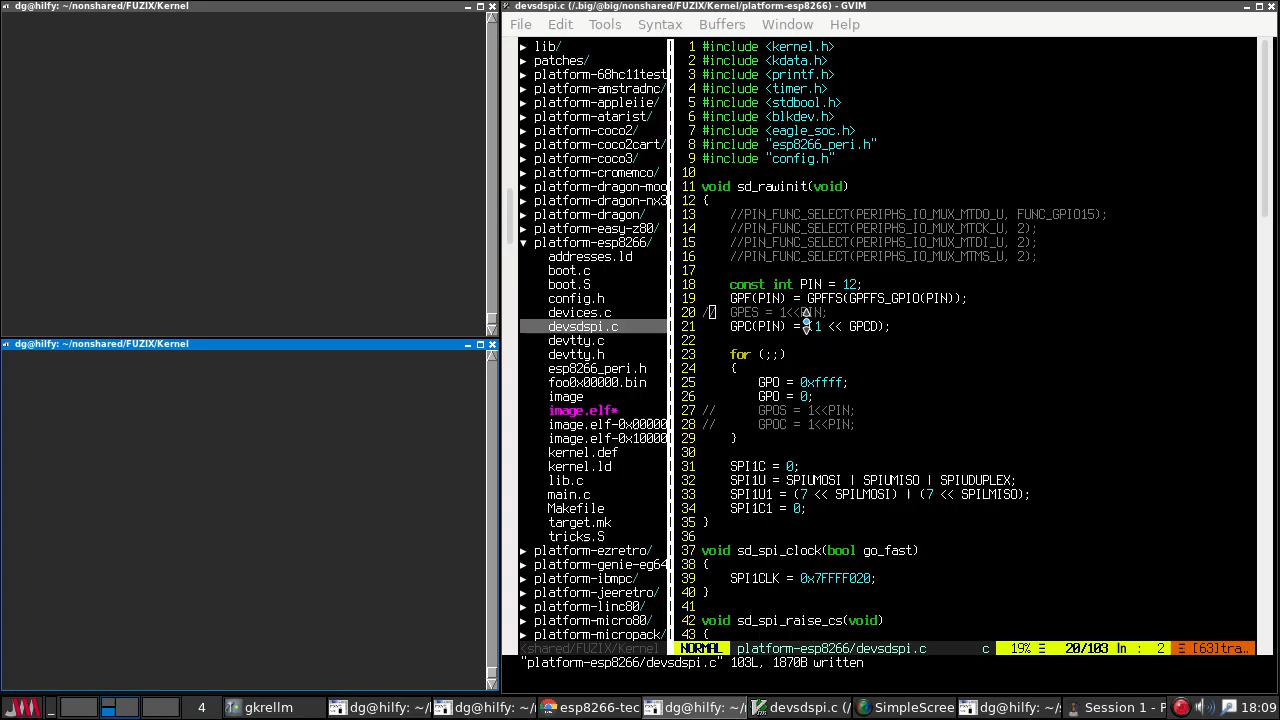 dg@hilfy: ~/nonshared/FUZIX/Kernel
dg@hilfy: ~/nonshared/FUZIX/Kernel
devsdspi.c (/.big/@big/nonshared/FUZIX/Kernel/platform-esp8266) - GVIM
File Edit Tools Syntax Buffers Window Help
▶ lib/
▶ patches/
▶ platform-68hc11test
▶ platform-amstradnc/
▶ platform-appleiie/
▶ platform-atarist/
▶ platform-coco2/
▶ platform-coco2cart/
▶ platform-coco3/
▶ platform-cromemco/
▶ platform-dragon-moo
▶ platform-dragon-nx3
▶ platform-dragon/
▶ platform-easy-z80/
▼ platform-esp8266/
addresses.ld
boot.c
boot.S
config.h
devices.c
devsdspi.c
devtty.c
devtty.h
esp8266_peri.h
foo0x00000.bin
image
image.elf*
image.elf-0x00000
image.elf-0x10000
kernel.def
kernel.ld
lib.c
main.c
Makefile
target.mk
tricks.S
▶ platform-ezretro/
▶ platform-genie-eg64
▶ platform-ibmpc/
▶ platform-jeeretro/
▶ platform-linc80/
▶ platform-micro80/
▶ platform-micropack/
<shared/FUZIX/Kernel
1 #include <kernel.h>
2 #include <kdata.h>
3 #include <printf.h>
4 #include <timer.h>
5 #include <stdbool.h>
6 #include <blkdev.h>
7 #include <eagle_soc.h>
8 #include "esp8266_peri.h"
9 #include "config.h"
10
11 void sd_rawinit(void)
12 {
13 //PIN_FUNC_SELECT(PERIPHS_IO_MUX_MTDO_U, FUNC_GPIO15);
14 //PIN_FUNC_SELECT(PERIPHS_IO_MUX_MTCK_U, 2);
15 //PIN_FUNC_SELECT(PERIPHS_IO_MUX_MTDI_U, 2);
16 //PIN_FUNC_SELECT(PERIPHS_IO_MUX_MTMS_U, 2);
17
18 const int PIN = 12;
19 GPF(PIN) = GPFFS(GPFFS_GPIO(PIN));
20 // GPES = 1<<PIN;
21 GPC(PIN) = (1 << GPCD);
22
23 for (;;)
24 {
25 GPO = 0xffff;
26 GPO = 0;
27 // GPOS = 1<<PIN;
28 // GPOC = 1<<PIN;
29 }
30
31 SPI1C = 0;
32 SPI1U = SPIUMOSI | SPIUMISO | SPIUDUPLEX;
33 SPI1U1 = (7 << SPILMOSI) | (7 << SPILMISO);
34 SPI1C1 = 0;
35 }
36
37 void sd_spi_clock(bool go_fast)
38 {
39 SPI1CLK = 0x7FFFF020;
40 }
41
42 void sd_spi_raise_cs(void)
43 {
NORMAL platform-esp8266/devsdspi.c c 19% Ξ 20/103 ln : 2 Ξ [63]tra..
"platform-esp8266/devsdspi.c" 103L, 1870B written
4 gkrellm dg@hilfy: ~/ dg@hilfy: ~/ esp8266-tec dg@hilfy: ~/ devsdspi.c (/ SimpleScree dg@hilfy: ~/ Session 1 - F 18:09